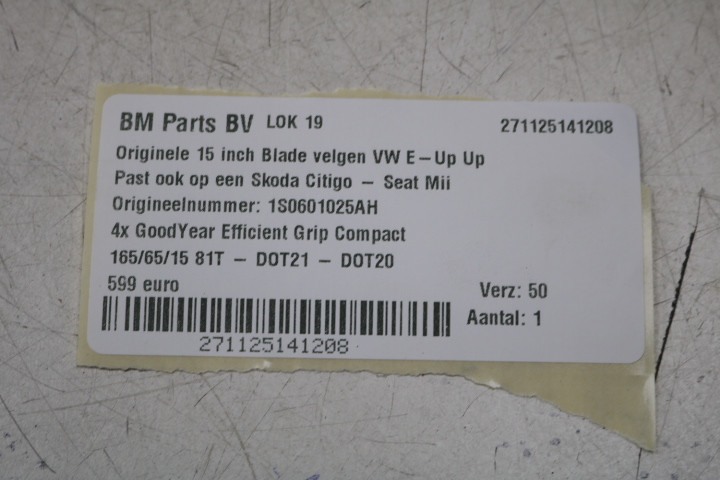 BM Parts BV LOK 19 271125141208
Originele 15 inch Blade velgen VW E-Up Up
Past ook op een Skoda Citigo - Seat Mii
Origineelnummer: 1S0601025AH
4x GoodYear Efficient Grip Compact
165/65/15 81T - DOT21 - DOT20
599 euro Verz: 50
Aantal: 1
271125141208